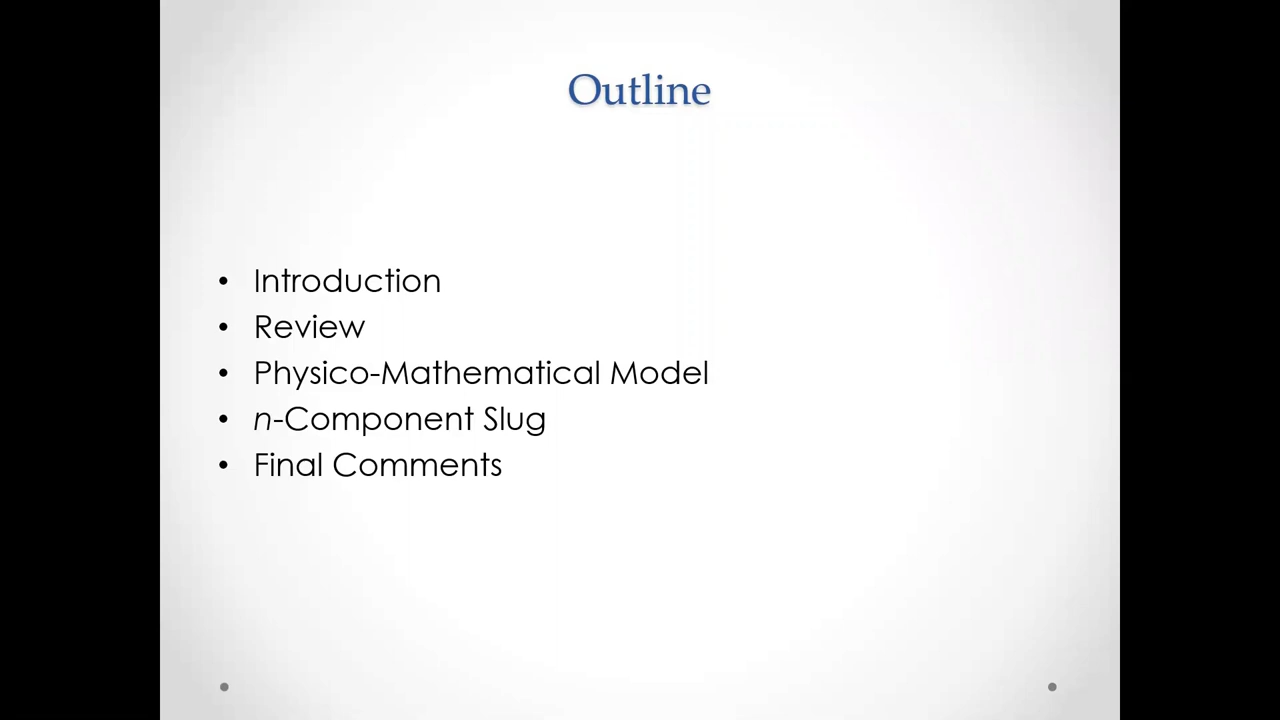 Outline
• Introduction
• Review
• Physico-Mathematical Model
• n-Component Slug
• Final Comments